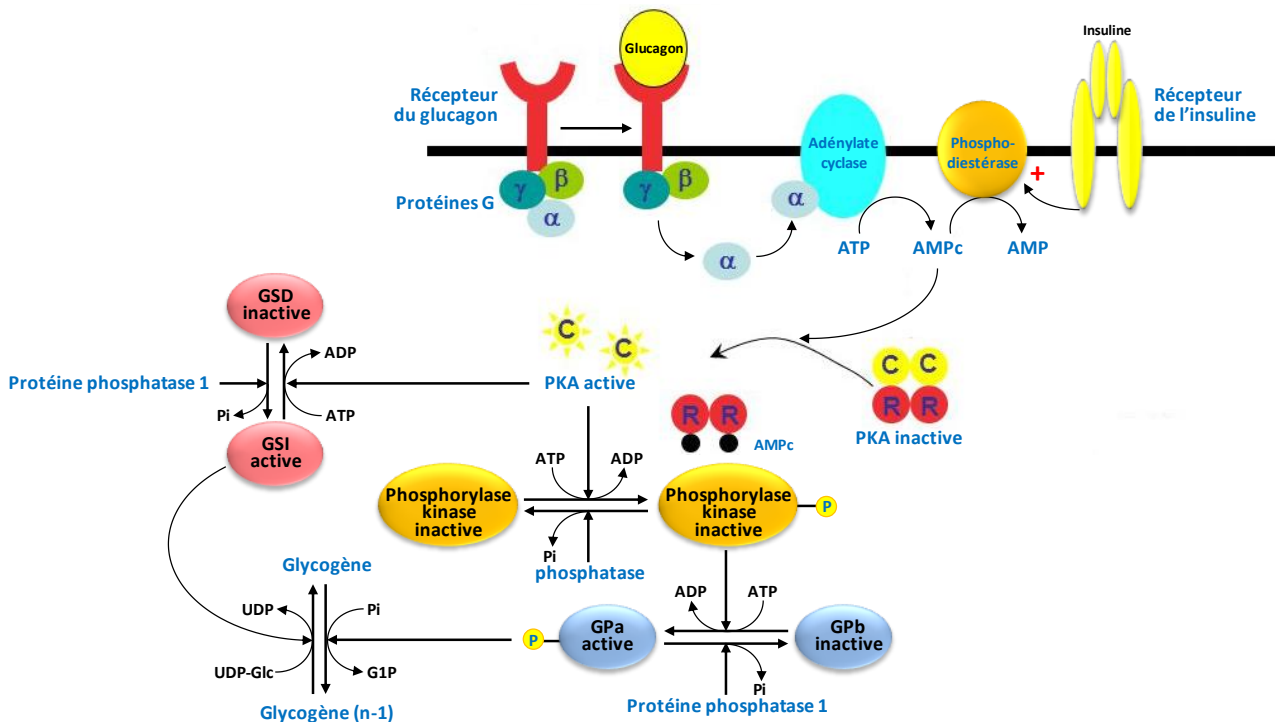 Insuline
Glucagon
Récepteur
du glucagon
Récepteur
de l'insuline
Adénylate
cyclase
Phospho-
diestérase
+
Protéines G
γ
β
α
γ
β
α
α
ATP
AMPc
AMP
GSD
inactive
ADP
Protéine phosphatase 1
Pi
ATP
GSI
active
C
C
PKA active
C C
R R
PKA inactive
R R
AMPc
ATP
ADP
Phosphorylase
kinase
inactive
Phosphorylase
kinase
inactive
P
Pi
phosphatase
Glycogène
UDP
Pi
UDP-Glc
G1P
Glycogène (n-1)
P
GPa
active
ADP
ATP
GPb
inactive
Pi
Protéine phosphatase 1